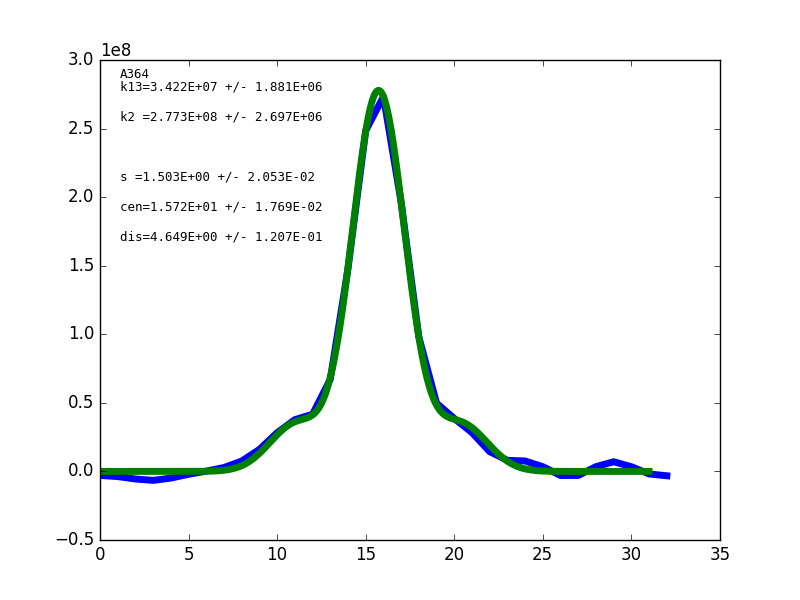 1e8
3.0
A364
k13=3.422E+07 +/- 1.881E+06
k2 =2.773E+08 +/- 2.697E+06
2.5
s =1.503E+00 +/- 2.053E-02
2.0
cen=1.572E+01 +/- 1.769E-02
dis=4.649E+00 +/- 1.207E-01
1.5
1.0
0.5
0.0
−0.5
0 5 10 15 20 25 30 35